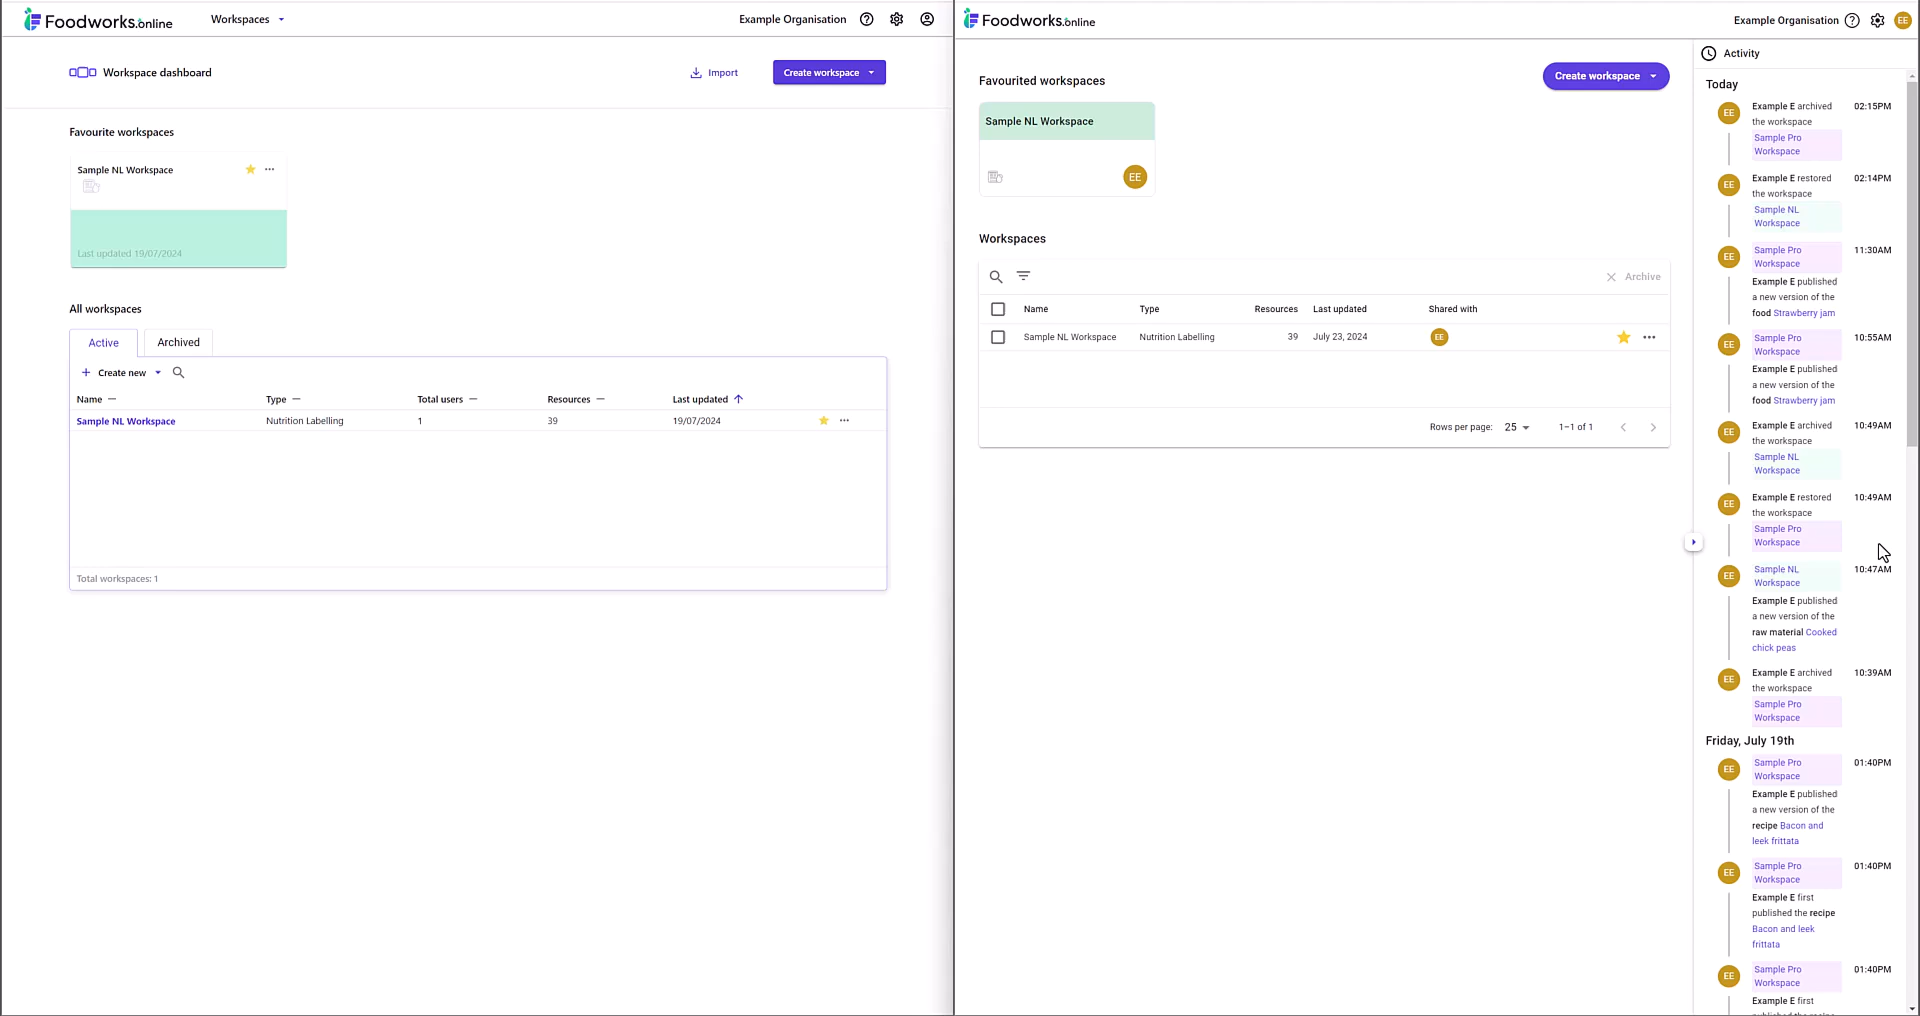 Foodworks.online
Workspaces
Example Organisation
Workspace dashboard
Import
Create workspace
Favourite workspaces
Sample NL Workspace
Last updated 19/07/2024
All workspaces
Active
Archived
+ Create new
Name
Type
Total users
Resources
Last updated
Sample NL Workspace
Nutrition Labelling
1
39
19/07/2024
Total workspaces: 1
Foodworks.online
Example Organisation
EE
Favourited workspaces
Create workspace
Sample NL Workspace
EE
Workspaces
Archive
Name
Type
Resources
Last updated
Shared with
Sample NL Workspace
Nutrition Labelling
39
July 23, 2024
EE
Rows per page:
25
1–1 of 1
Activity
Today
EE
Example E archived
02:15PM
the workspace
Sample Pro
Workspace
EE
Example E restored
02:14PM
the workspace
Sample NL
Workspace
EE
Sample Pro
11:30AM
Workspace
Example E published
a new version of the
food Strawberry jam
EE
Sample Pro
10:55AM
Workspace
Example E published
a new version of the
food Strawberry jam
EE
Example E archived
10:49AM
the workspace
Sample NL
Workspace
EE
Example E restored
10:49AM
the workspace
Sample Pro
Workspace
EE
Sample NL
10:47AM
Workspace
Example E published
a new version of the
raw material Cooked
chick peas
EE
Example E archived
10:39AM
the workspace
Sample Pro
Workspace
Friday, July 19th
EE
Sample Pro
01:40PM
Workspace
Example E published
a new version of the
recipe Bacon and
leek frittata
EE
Sample Pro
01:40PM
Workspace
Example E first
published the recipe
Bacon and leek
frittata
EE
Sample Pro
01:40PM
Workspace
Example E first